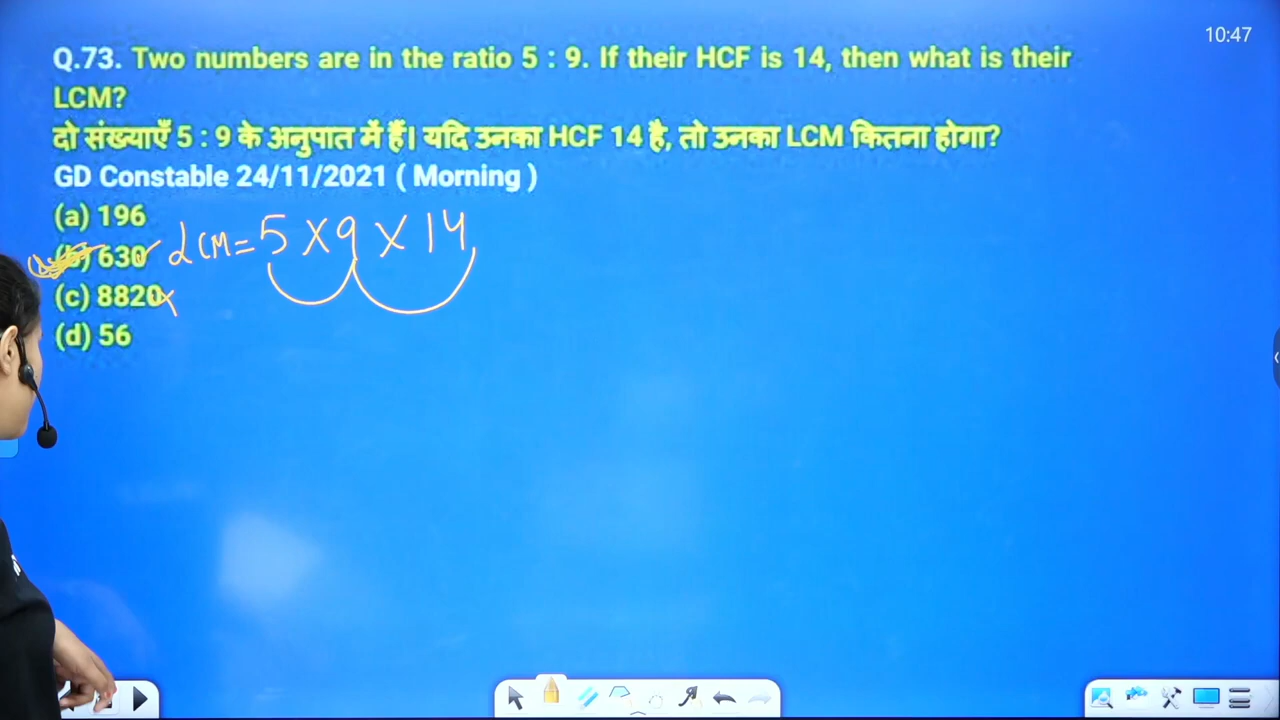 10:47
Q.73. Two numbers are in the ratio 5 : 9. If their HCF is 14, then what is their
LCM?
दो संख्याएँ 5 : 9 के अनुपात में हैं। यदि उनका HCF 14 है, तो उनका LCM कितना होगा?
GD Constable 24/11/2021 ( Morning )
(a) 196
(b) 630 LCM = 5 X 9 X 14
(c) 8820
(d) 56